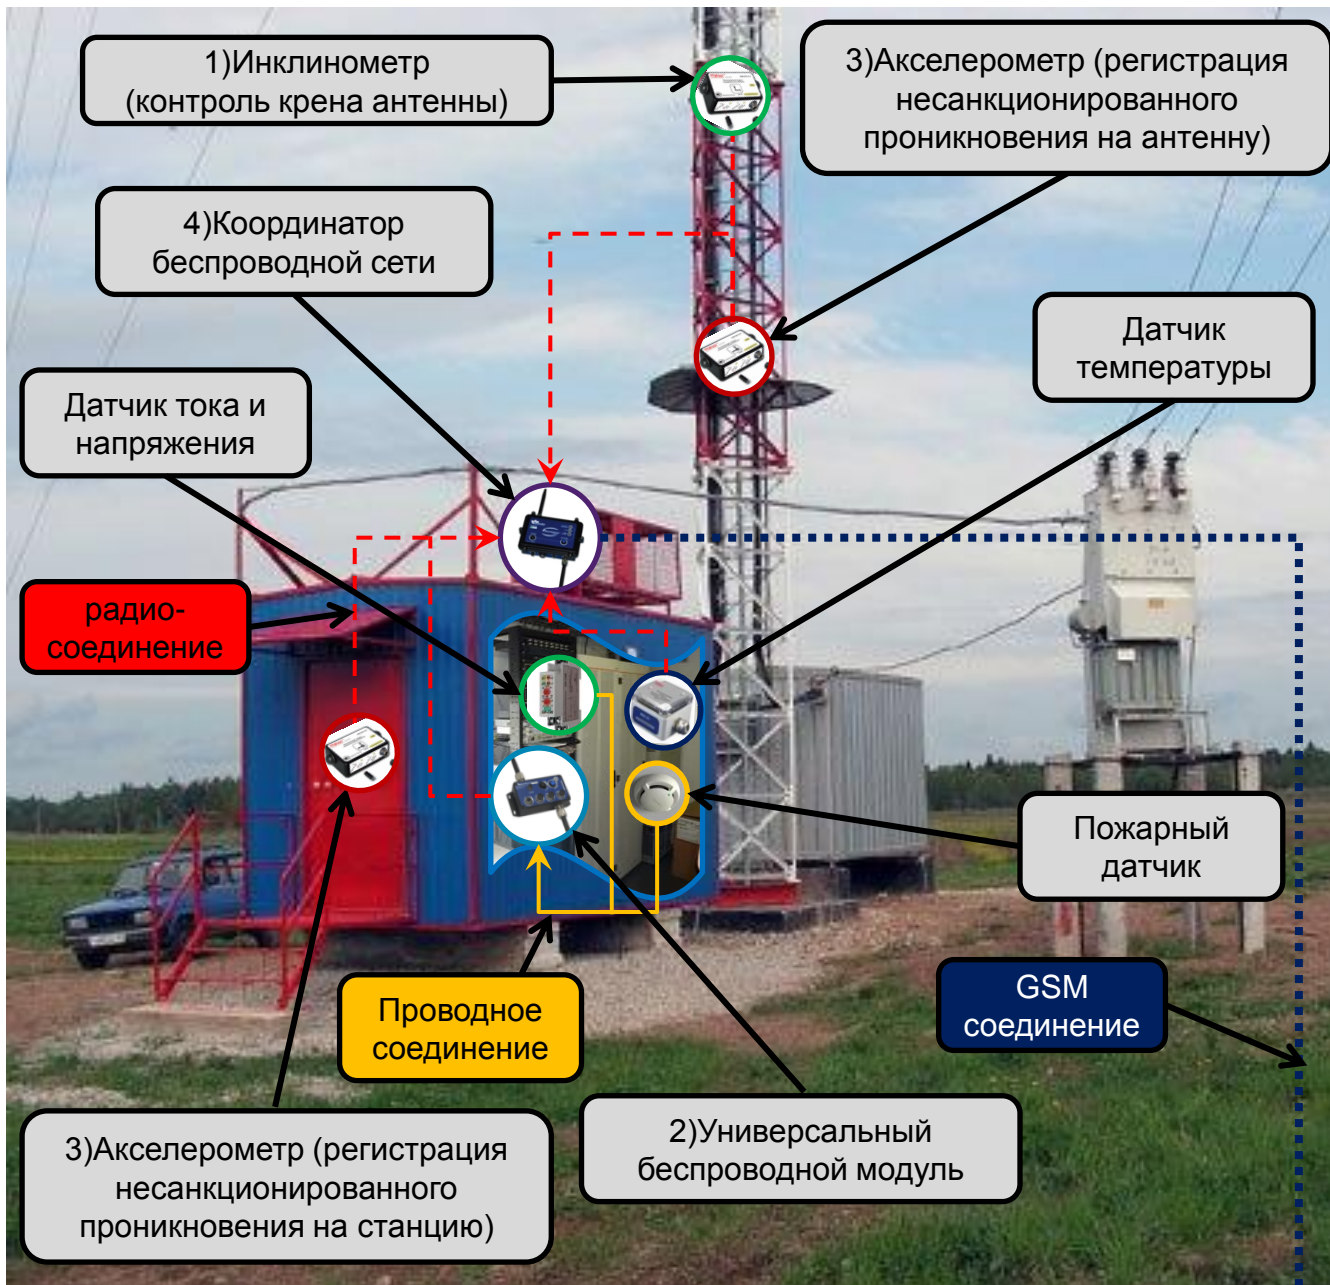 1)Инклинометр
(контроль крена антенны)
3)Акселерометр (регистрация
несанкционированного
проникновения на антенну)
4)Координатор
беспроводной сети
Датчик
температуры
Датчик тока и
напряжения
радио-
соединение
Пожарный
датчик
Проводное
соединение
GSM
соединение
3)Акселерометр (регистрация
несанкционированного
проникновения на станцию)
2)Универсальный
беспроводной модуль